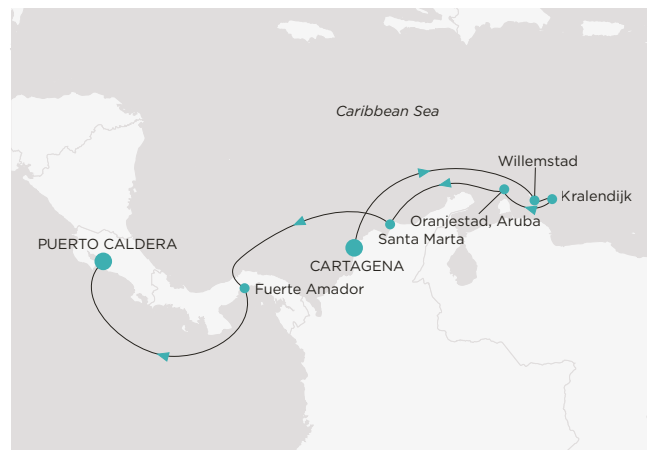 Caribbean Sea
Willemstad
Kralendijk
Oranjestad, Aruba
Santa Marta
PUERTO CALDERA
CARTAGENA
Fuerte Amador